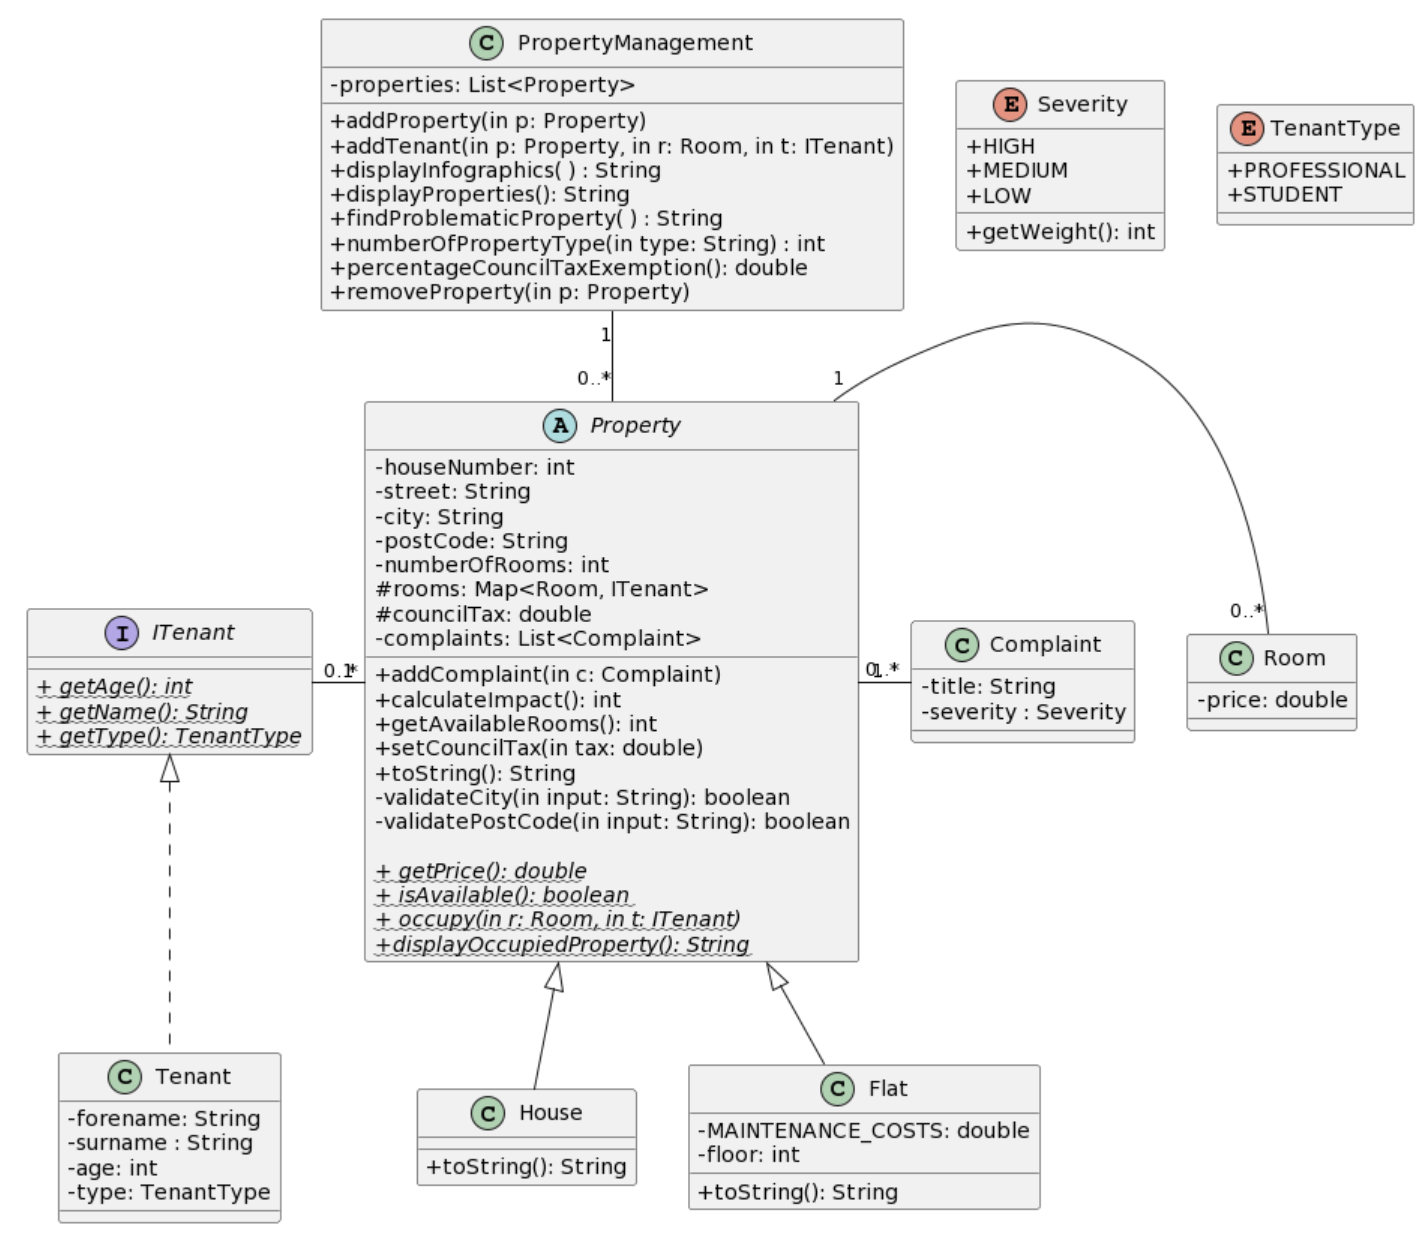 C PropertyManagement
-properties: List<Property>
+addProperty(in p: Property)
+addTenant(in p: Property, in r: Room, in t: ITenant)
+displayInfographics( ) : String
+displayProperties(): String
+findProblematicProperty( ) : String
+numberOfPropertyType(in type: String) : int
+percentageCouncilTaxExemption(): double
+removeProperty(in p: Property)
E Severity
+HIGH
+MEDIUM
+LOW
+getWeight(): int
E TenantType
+PROFESSIONAL
+STUDENT
1
0..*
1
0..*
A Property
-houseNumber: int
-street: String
-city: String
-postCode: String
-numberOfRooms: int
#rooms: Map<Room, ITenant>
#councilTax: double
-complaints: List<Complaint>
+addComplaint(in c: Complaint)
+calculateImpact(): int
+getAvailableRooms(): int
+setCouncilTax(in tax: double)
+toString(): String
-validateCity(in input: String): boolean
-validatePostCode(in input: String): boolean
+ getPrice(): double
+ isAvailable(): boolean
+ occupy(in r: Room, in t: ITenant)
+displayOccupiedProperty(): String
I ITenant
+ getAge(): int
+ getName(): String
+ getType(): TenantType
C Complaint
-title: String
-severity : Severity
C Room
-price: double
C Tenant
-forename: String
-surname : String
-age: int
-type: TenantType
C House
+toString(): String
C Flat
-MAINTENANCE_COSTS: double
-floor: int
+toString(): String